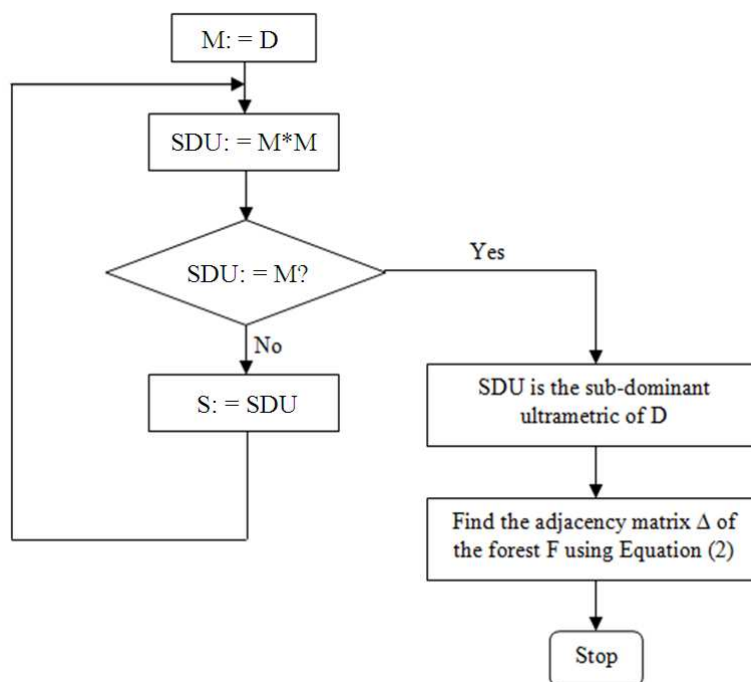 M: = D
SDU: = M*M
SDU: = M?
Yes
No
S: = SDU
SDU is the sub-dominant
ultrametric of D
Find the adjacency matrix Δ of
the forest F using Equation (2)
Stop